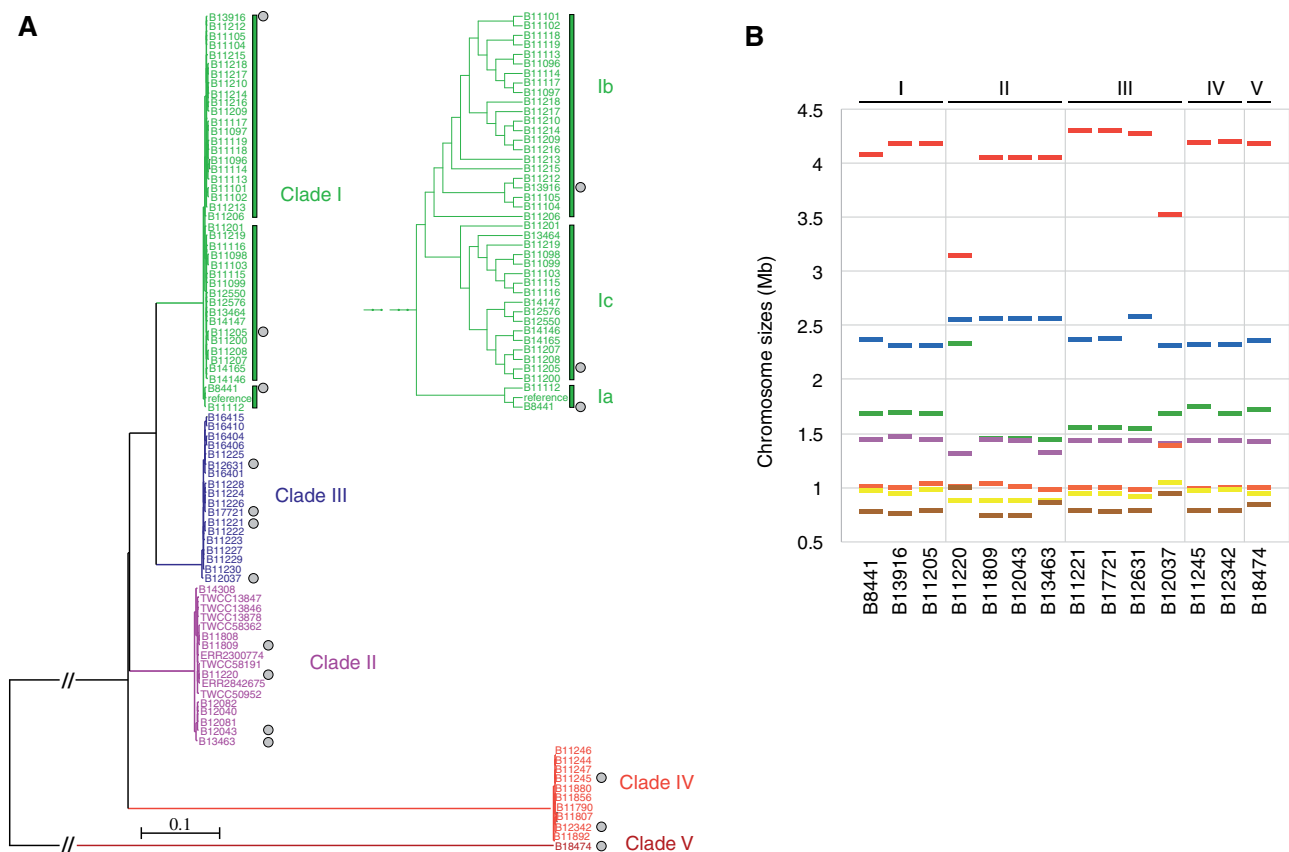 A
B13916
B11212
B11105
B11104
B11215
B11218
B11217
B11210
B11214
B11216
B11209
B11117
B11097
B11119
B11118
B11096
B11114
B11113
B11101
B11102
B11213
B11206
Clade I
B11201
B11219
B11116
B11098
B11103
B11115
B11099
B12550
B12576
B13464
B14147
B11205
B11200
B11208
B11207
B14165
B14146
B8441
reference
B11112
B16415
B16410
B16404
B16406
B11225
B12631
B16401
B11228
B11224
B11226
B17721
B11221
B11222
B11223
B11227
B11229
B11230
B12037
Clade III
B14308
TWCC13847
TWCC13846
TWCC13878
TWCC58362
B11808
B11809
ERR2300774
TWCC58191
B11220
ERR2842675
TWCC50952
B12082
B12040
B12081
B12043
B13463
Clade II
B11246
B11244
B11247
B11245
B11880
B11856
B11790
B11807
B12342
B11892
Clade IV
B18474
Clade V
//
//
0.1
B11101
B11102
B11118
B11119
B11113
B11096
B11114
B11117
B11097
B11218
B11217
B11210
B11214
B11209
B11216
B11213
B11215
B11212
B13916
B11105
B11104
B11206
Ib
B11201
B13464
B11219
B11098
B11099
B11103
B11115
B11116
B14147
B12576
B12550
B14146
B14165
B11207
B11208
B11205
B11200
Ic
B11112
reference
B8441
Ia
B
I II III IV V
Chromosome sizes (Mb)
4.5
4
3.5
3
2.5
2
1.5
1
0.5
B8441
B13916
B11205
B11220
B11809
B12043
B13463
B11221
B17721
B12631
B12037
B11245
B12342
B18474